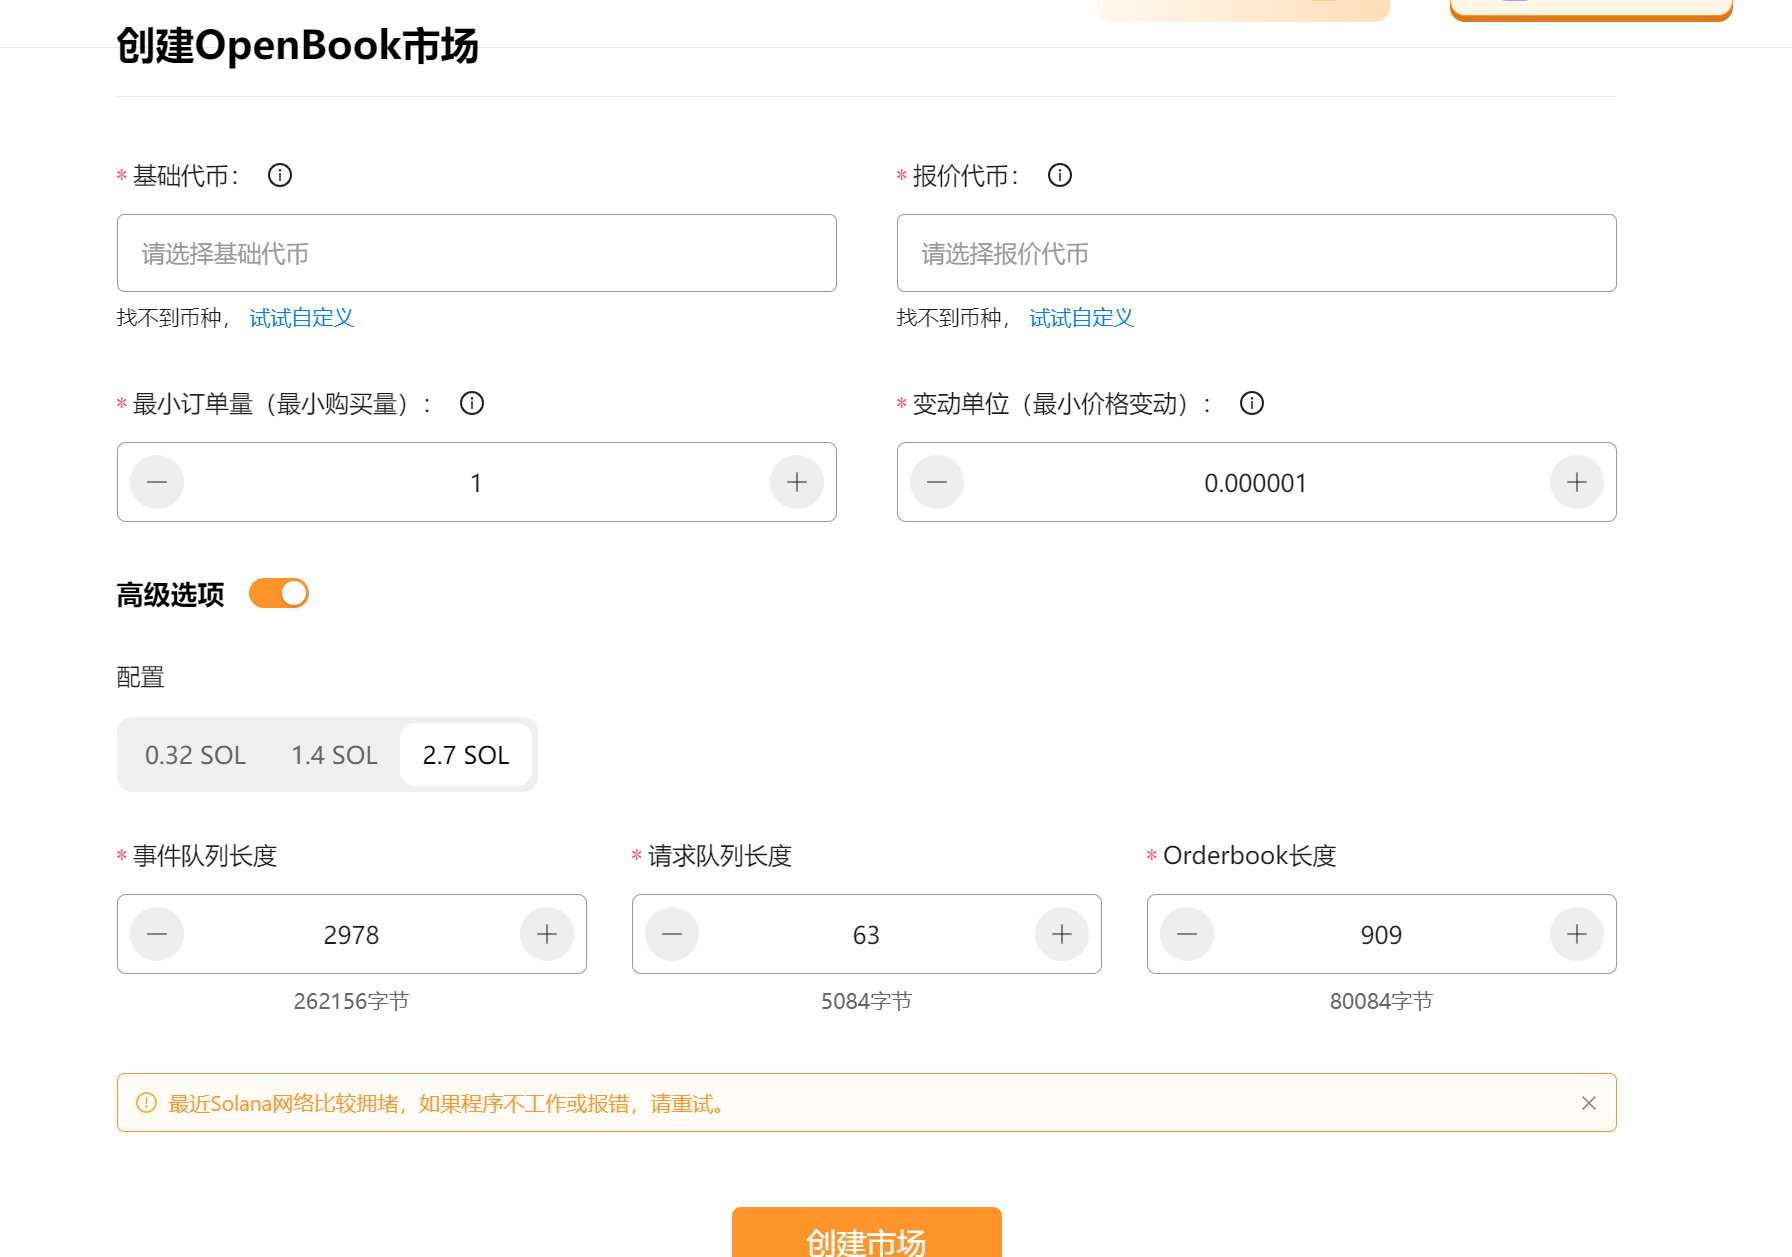 创建OpenBook市场
* 基础代币：
* 报价代币：
请选择基础代币
请选择报价代币
找不到币种， 试试自定义
找不到币种， 试试自定义
* 最小订单量（最小购买量）：
* 变动单位（最小价格变动）：
1
0.000001
高级选项
配置
0.32 SOL 1.4 SOL 2.7 SOL
* 事件队列长度
* 请求队列长度
* Orderbook长度
2978
63
909
262156字节
5084字节
80084字节
最近Solana网络比较拥堵，如果程序不工作或报错，请重试。
创建市场